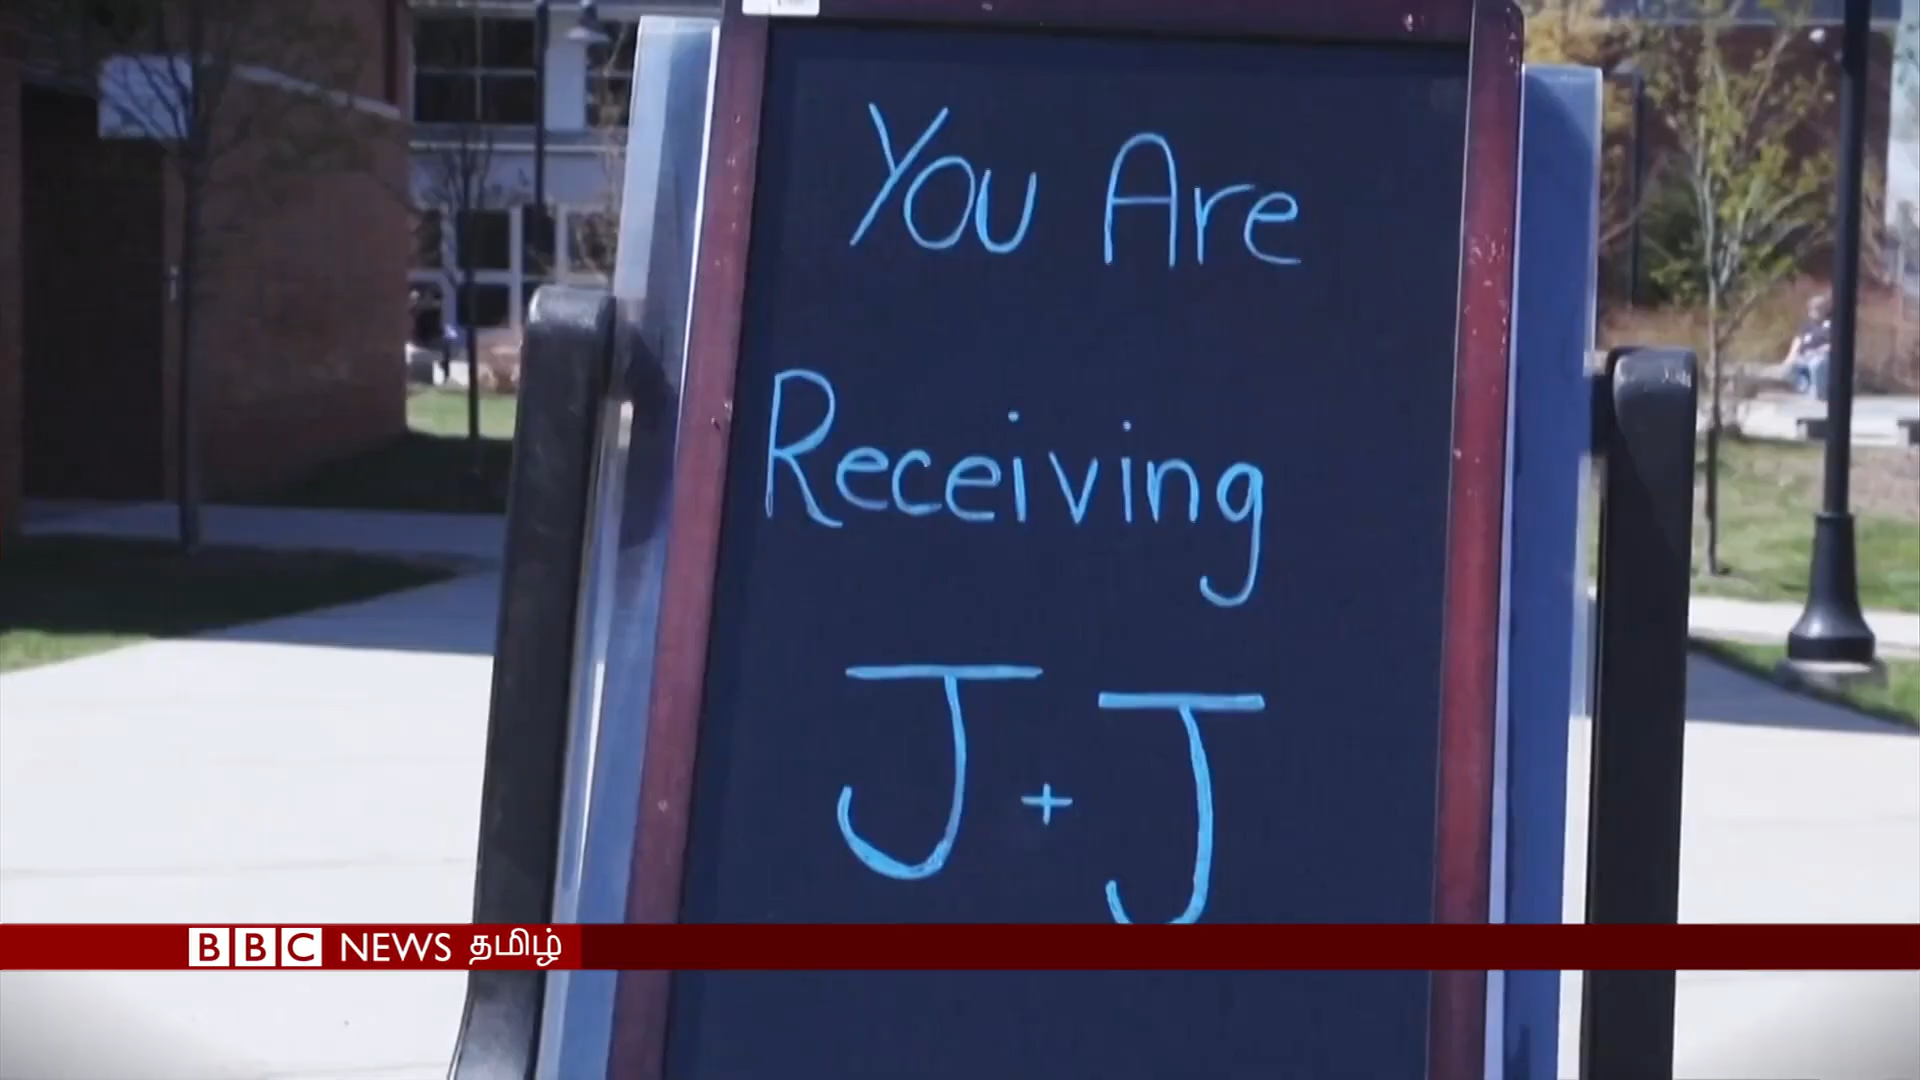 You Are
Receiving
J + J
BBC NEWS தமிழ்